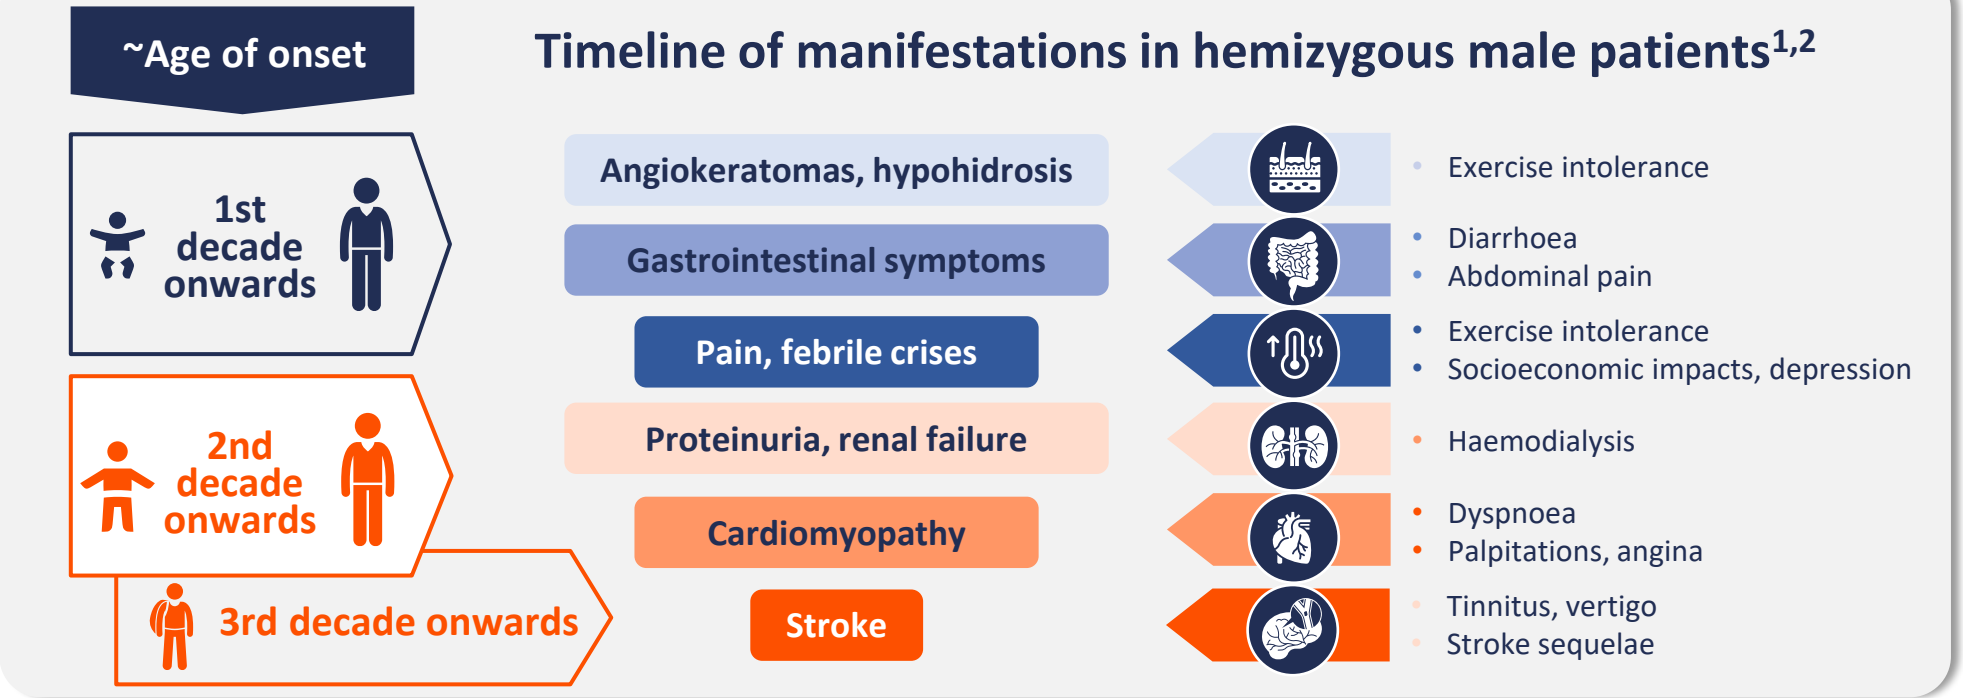 ~Age of onset
Timeline of manifestations in hemizygous male patients1,2
1st
decade
onwards
Angiokeratomas, hypohidrosis
Exercise intolerance
Gastrointestinal symptoms
• Diarrhoea
• Abdominal pain
Pain, febrile crises
• Exercise intolerance
• Socioeconomic impacts, depression
2nd
decade
onwards
Proteinuria, renal failure
• Haemodialysis
Cardiomyopathy
• Dyspnoea
• Palpitations, angina
3rd decade onwards
Stroke
• Tinnitus, vertigo
• Stroke sequelae